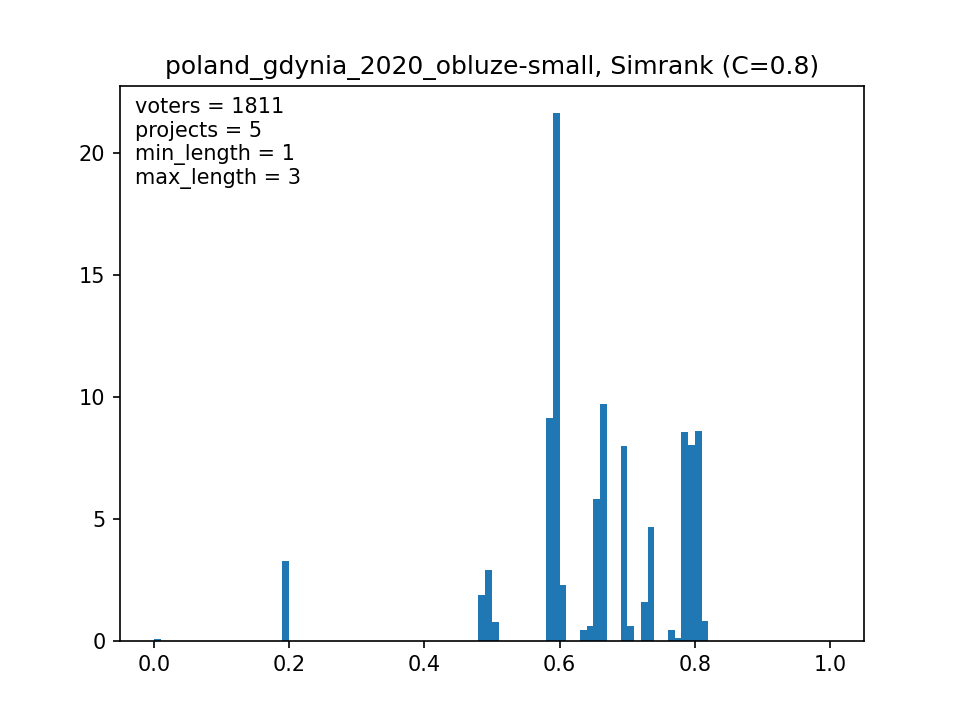 poland_gdynia_2020_obluze-small, Simrank (C=0.8)
voters = 1811
projects = 5
min_length = 1
max_length = 3
20
15
10
5
0
0.0 0.2 0.4 0.6 0.8 1.0